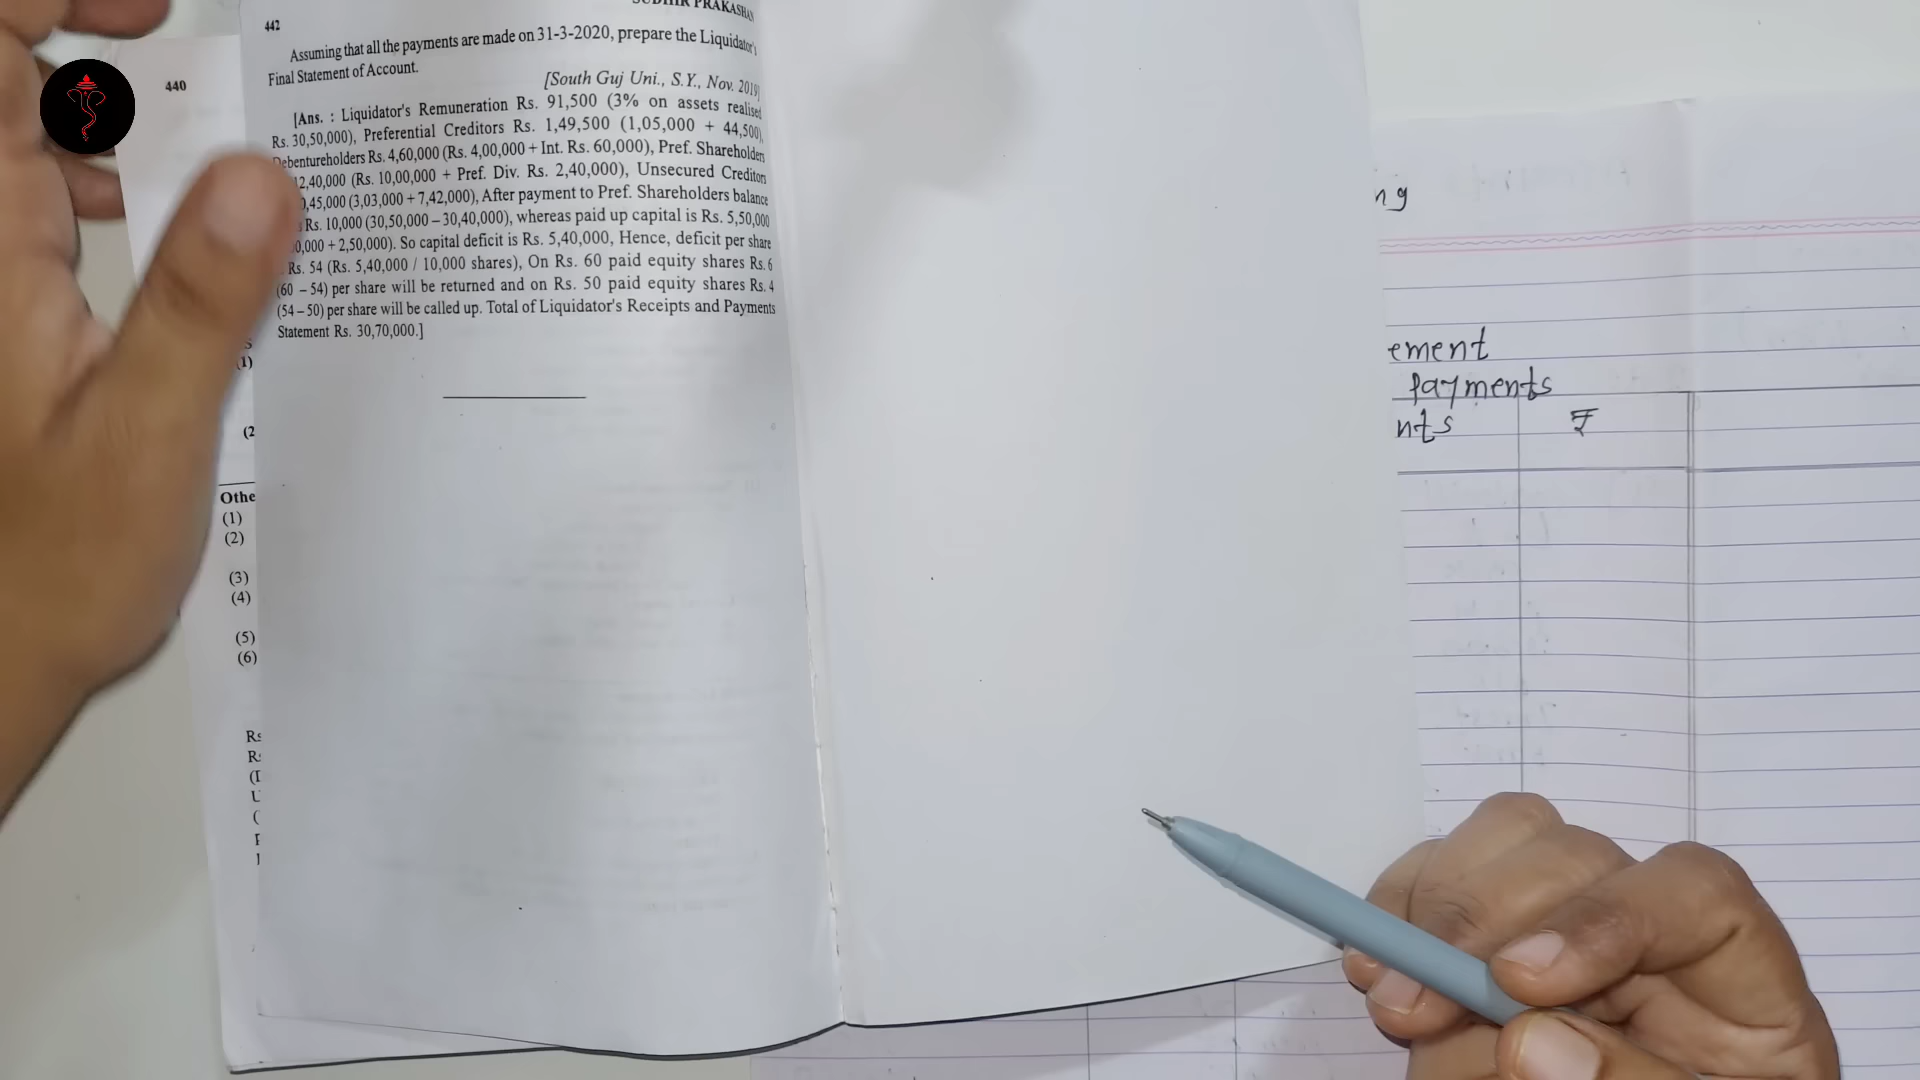 SUDHIR PRAKASHAN
442
Assuming that all the payments are made on 31-3-2020, prepare the Liquidator's
Final Statement of Account.
[South Guj Uni., S.Y., Nov. 2019]
[Ans. : Liquidator's Remuneration Rs. 91,500 (3% on assets realised
Rs. 30,50,000), Preferential Creditors Rs. 1,49,500 (1,05,000 + 44,500),
Debentureholders Rs. 4,60,000 (Rs. 4,00,000 + Int. Rs. 60,000), Pref. Shareholders
12,40,000 (Rs. 10,00,000 + Pref. Div. Rs. 2,40,000), Unsecured Creditors
0,45,000 (3,03,000 + 7,42,000), After payment to Pref. Shareholders balance
Rs. 10,000 (30,50,000 – 30,40,000), whereas paid up capital is Rs. 5,50,000
0,000 + 2,50,000). So capital deficit is Rs. 5,40,000, Hence, deficit per share
Rs. 54 (Rs. 5,40,000 / 10,000 shares), On Rs. 60 paid equity shares Rs. 6
(60 – 54) per share will be returned and on Rs. 50 paid equity shares Rs. 4
(54 – 50) per share will be called up. Total of Liquidator's Receipts and Payments
Statement Rs. 30,70,000.]
440
s
(1)
(2
Othe
(1)
(2)
(3)
(4)
(5)
(6)
Rs
(
ng
ement
Payments
nts ₹